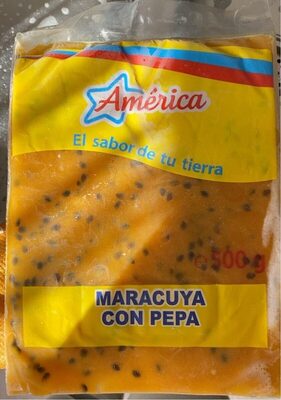 América
El sabor de tu tierra
℮ 500 g
MARACUYA
CON PEPA